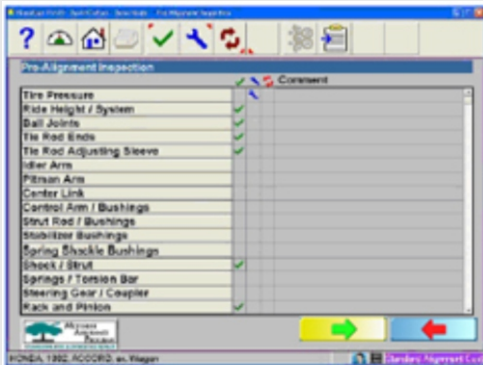 Pre-Alignment Inspection
Comment
Tire Pressure
Ride Height / System
Ball Joints
Tie Rod Ends
Tie Rod Adjusting Sleeve
Idler Arm
Pitman Arm
Center Link
Control Arm / Bushings
Strut Rod / Bushings
Stabilizer Bushings
Spring Shackle Bushings
Shock / Strut
Springs / Torsion Bar
Steering Gear / Coupler
Rack and Pinion
HONDA, 1992, ACCORD, ex. Wagon